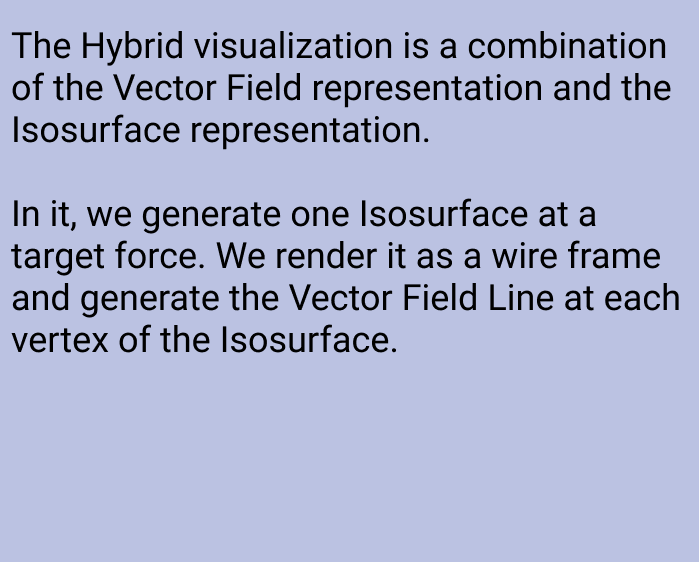 The Hybrid visualization is a combination
of the Vector Field representation and the
Isosurface representation.
In it, we generate one Isosurface at a
target force. We render it as a wire frame
and generate the Vector Field Line at each
vertex of the Isosurface.